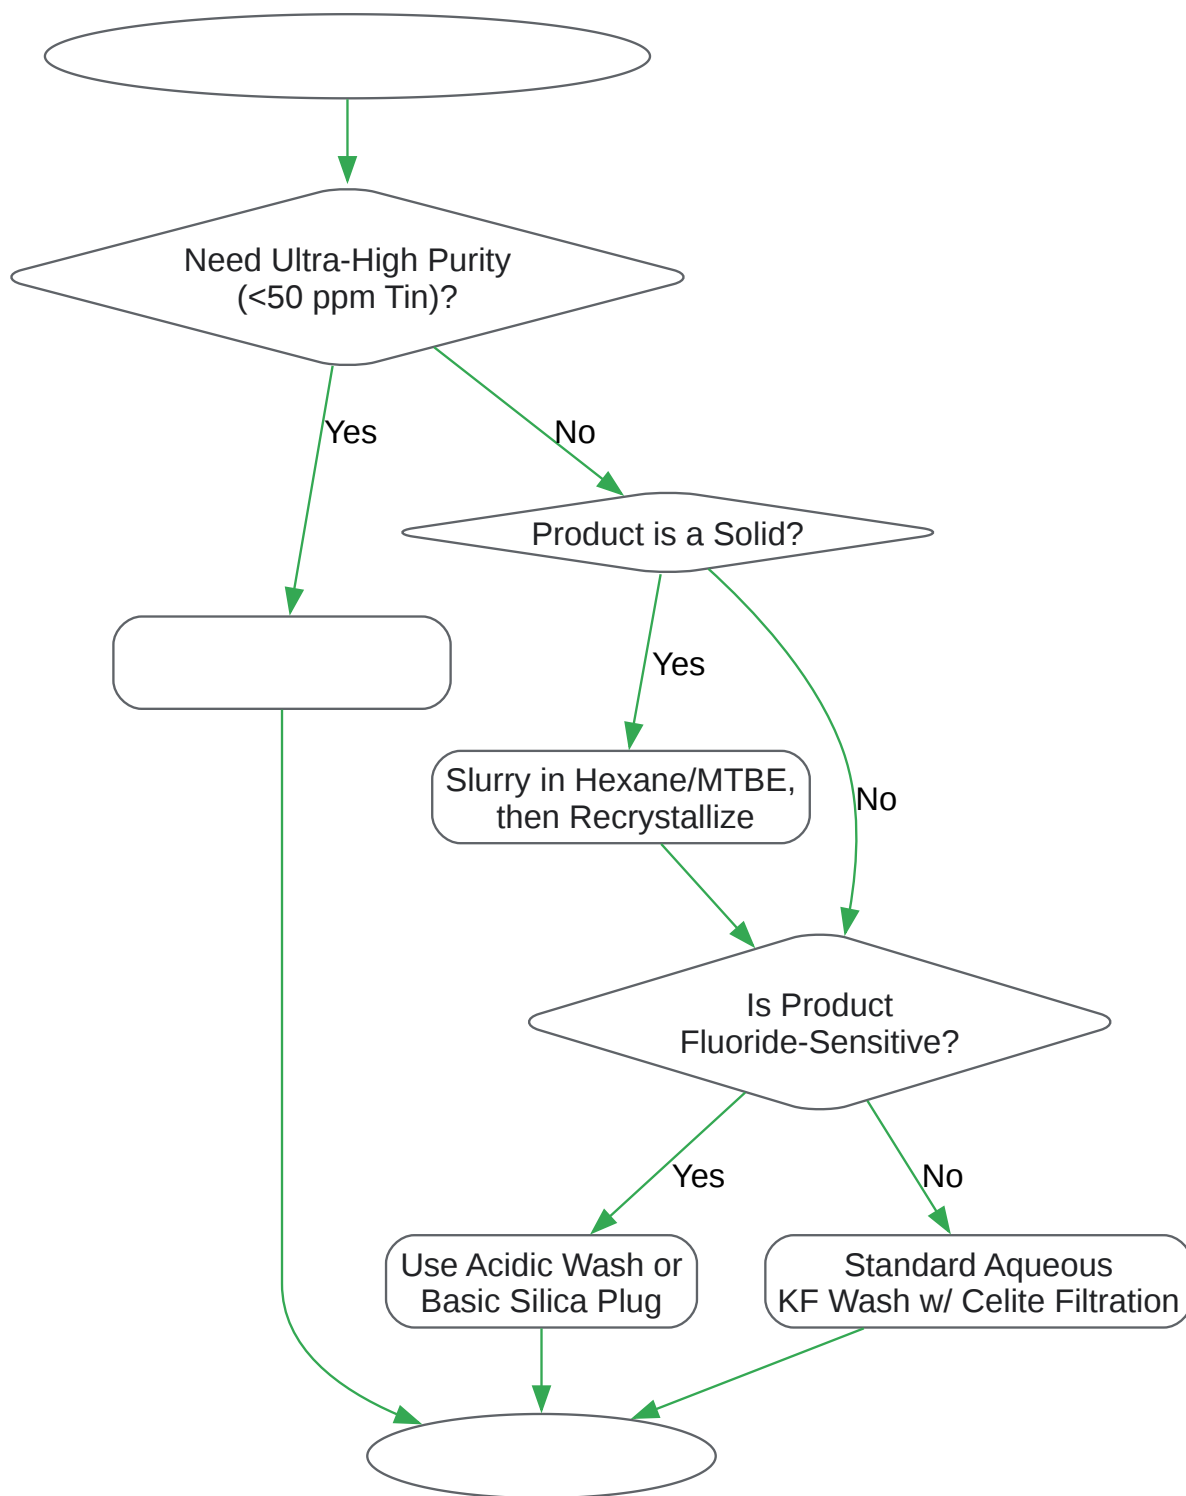 Need Ultra-High Purity
(<50 ppm Tin)?
Yes
No
Product is a Solid?
Yes
Slurry in Hexane/MTBE,
then Recrystallize
No
Is Product
Fluoride-Sensitive?
Yes
No
Use Acidic Wash or
Basic Silica Plug
Standard Aqueous
KF Wash w/ Celite Filtration